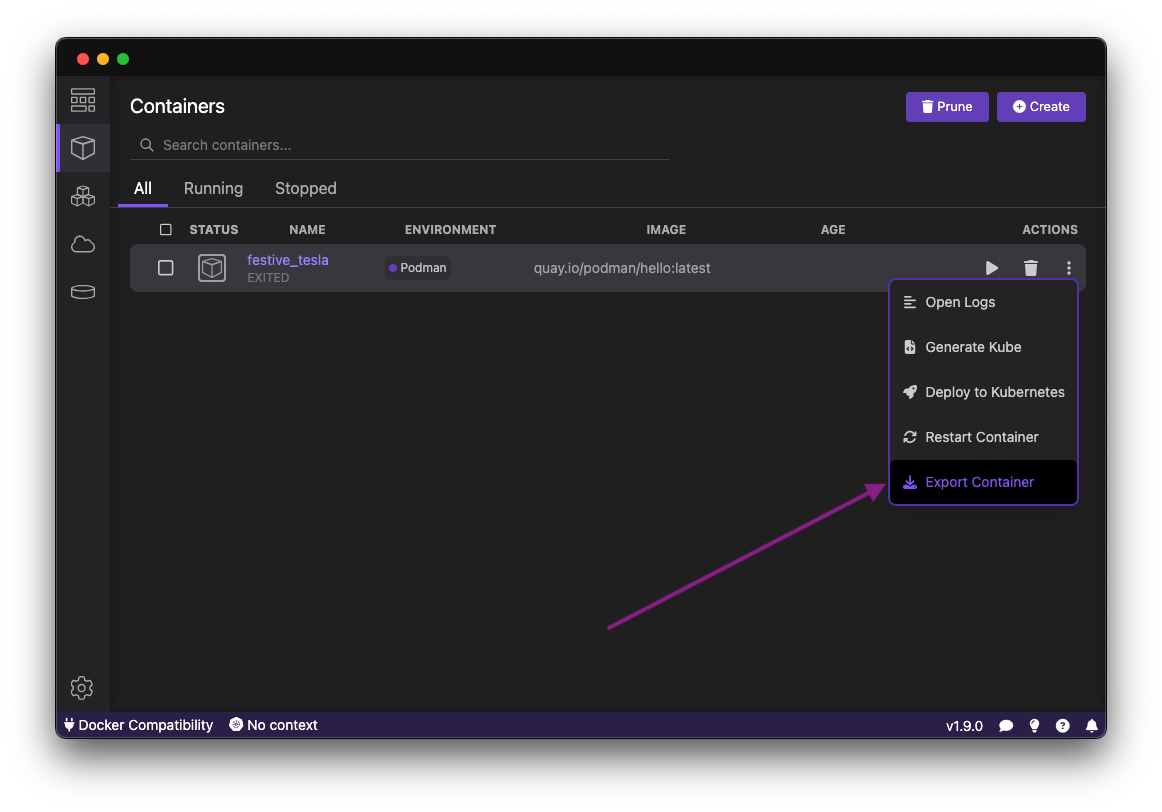 Containers
Prune
Create
Search containers...
All Running Stopped
STATUS NAME ENVIRONMENT IMAGE AGE ACTIONS
festive_tesla
EXITED
Podman
quay.io/podman/hello:latest
Open Logs
Generate Kube
Deploy to Kubernetes
Restart Container
Export Container
Docker Compatibility No context v1.9.0